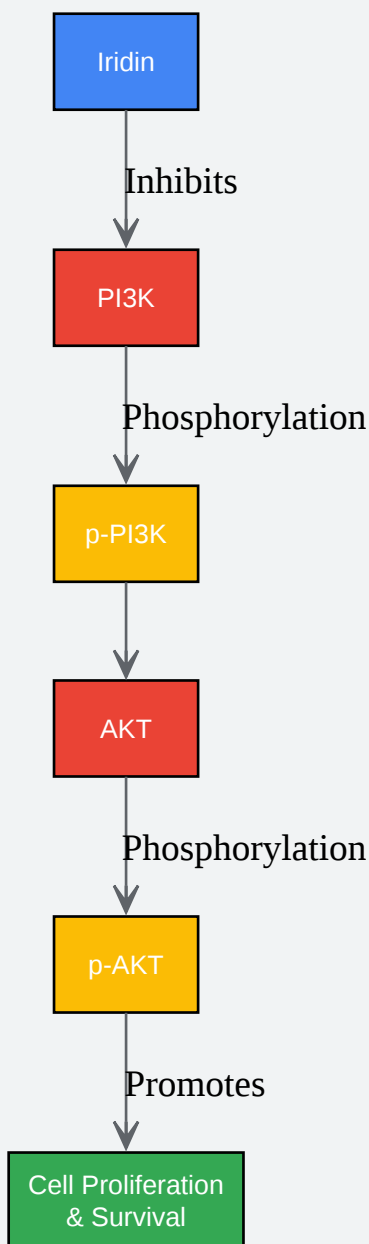 Iridin
Inhibits
PI3K
Phosphorylation
p-PI3K
AKT
Phosphorylation
p-AKT
Promotes
Cell Proliferation
& Survival